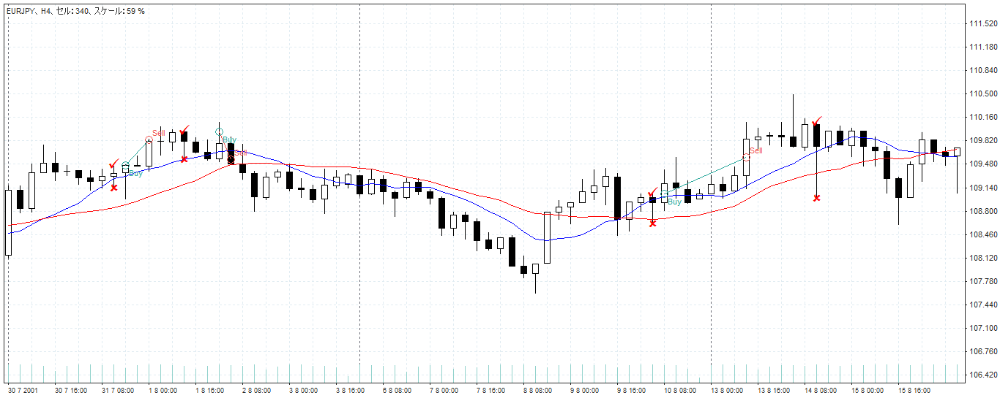 EURJPY、H4、セル: 340、スケール: 59 %
111.520
111.180
110.840
110.500
110.160
109.820
109.480
109.140
108.800
108.460
108.120
107.780
107.440
107.100
106.760
106.420
Sell
Buy
Buy
Sell
Buy
Sell
30 7 2001
30 7 16:00
31 7 08:00
1 8 00:00
1 8 16:00
2 8 08:00
3 8 00:00
3 8 16:00
6 8 08:00
7 8 00:00
7 8 16:00
8 8 08:00
9 8 00:00
9 8 16:00
10 8 08:00
13 8 00:00
13 8 16:00
14 8 08:00
15 8 00:00
15 8 16:00